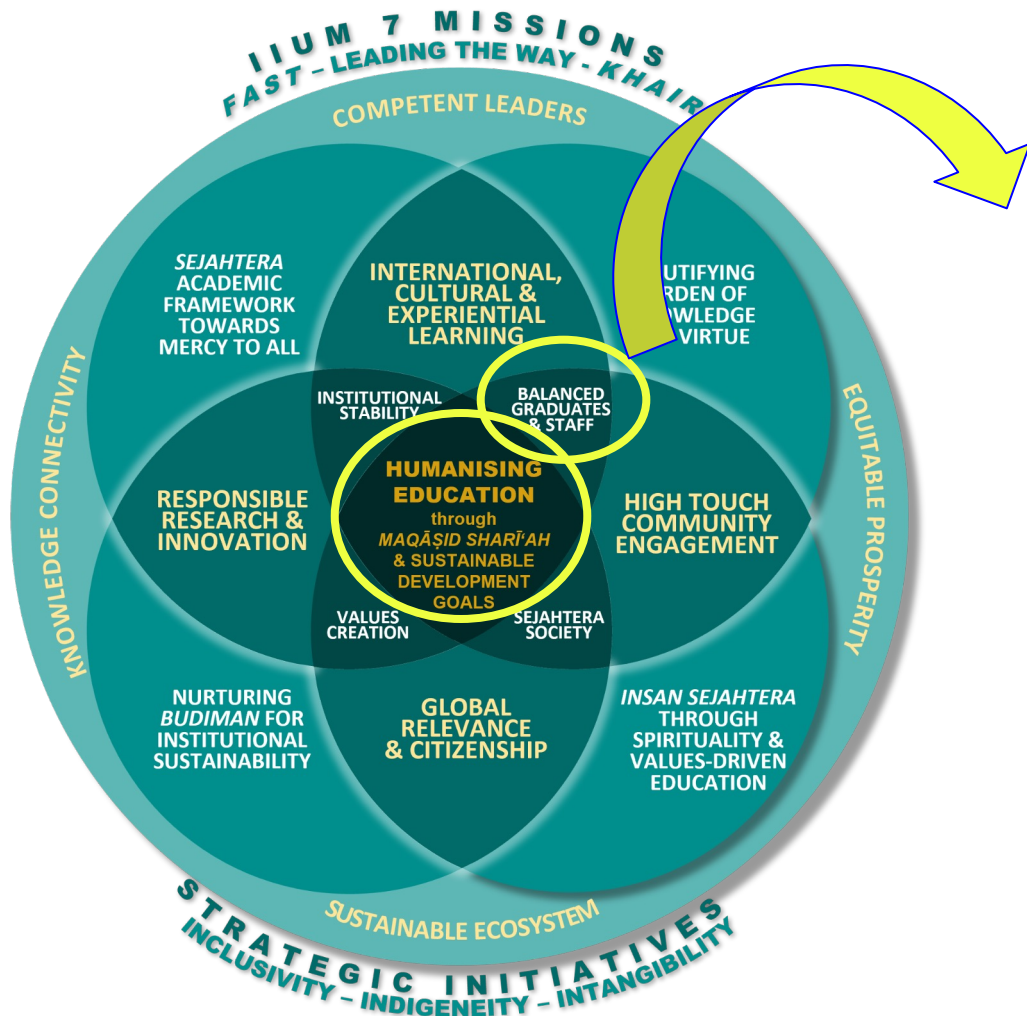 IIUM 7 MISSIONS
FAST – LEADING THE WAY - KHAIR
COMPETENT LEADERS
SEJAHTERA
ACADEMIC
FRAMEWORK
TOWARDS
MERCY TO ALL
INTERNATIONAL,
CULTURAL &
EXPERIENTIAL
LEARNING
UTIFYING
RDEN OF
WLEDGE
VIRTUE
KNOWLEDGE CONNECTIVITY
EQUITABLE PROSPERITY
INSTITUTIONAL
STABILITY
BALANCED
GRADUATES
& STAFF
RESPONSIBLE
RESEARCH &
INNOVATION
HUMANISING
EDUCATION
through
MAQĀṢID SHARĪ‘AH
& SUSTAINABLE
DEVELOPMENT
GOALS
HIGH TOUCH
COMMUNITY
ENGAGEMENT
VALUES
CREATION
SEJAHTERA
SOCIETY
NURTURING
BUDIMAN FOR
INSTITUTIONAL
SUSTAINABILITY
GLOBAL
RELEVANCE
& CITIZENSHIP
INSAN SEJAHTERA
THROUGH
SPIRITUALITY &
VALUES-DRIVEN
EDUCATION
SUSTAINABLE ECOSYSTEM
STRATEGIC INITIATIVES
INCLUSIVITY – INDIGENEITY – INTANGIBILITY